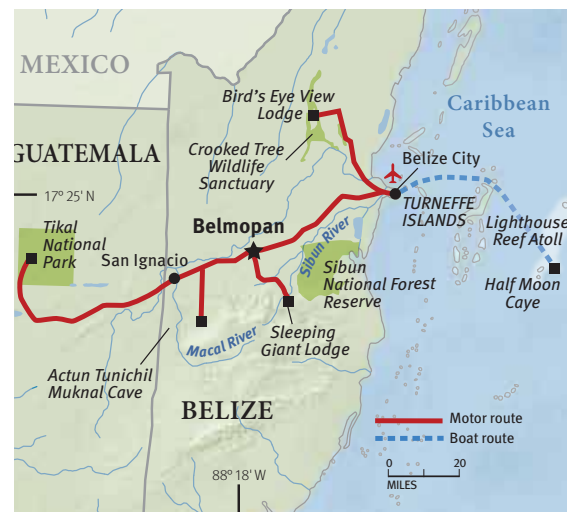 MEXICO
Bird's Eye View
Lodge
Caribbean
Sea
GUATEMALA
Crooked Tree
Wildlife
Sanctuary
Belize City
17° 25' N
TURNEFFE
ISLANDS
Tikal
National
Park
Belmopan
Sibun River
Lighthouse
Reef Atoll
San Ignacio
Sibun
National Forest
Reserve
Half Moon
Caye
Macal River
Sleeping
Giant Lodge
Actun Tunichil
Muknal Cave
BELIZE
Motor route
Boat route
88° 18' W
0
20
MILES